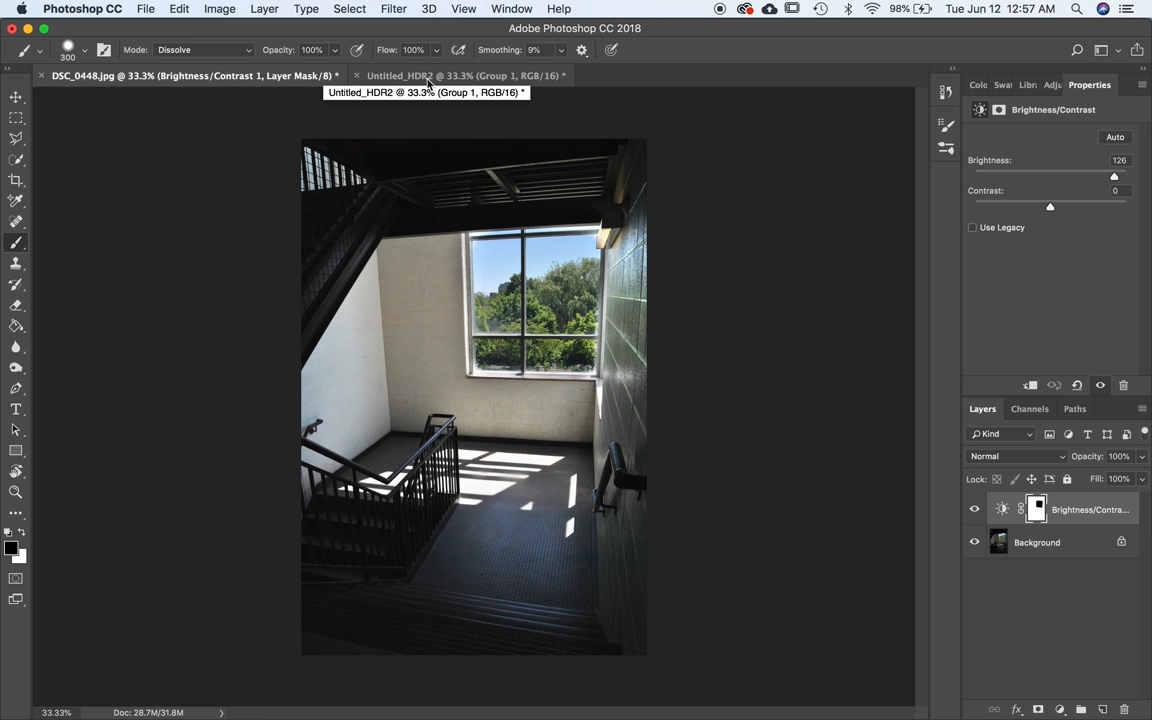 Photoshop CC File Edit Image Layer Type Select Filter 3D View Window Help 98% Tue Jun 12 12:57 AM
Adobe Photoshop CC 2018
300 Mode: Dissolve Opacity: 100% Flow: 100% Smoothing: 9%
DSC_0448.jpg @ 33.3% (Brightness/Contrast 1, Layer Mask/8) * Untitled_HDR2 @ 33.3% (Group 1, RGB/16) *
Untitled_HDR2 @ 33.3% (Group 1, RGB/16) *
Colo Swat Libra Adju Properties
Brightness/Contrast
Auto
Brightness: 126
Contrast: 0
Use Legacy
Layers Channels Paths
Kind
Normal Opacity: 100%
Lock: Fill: 100%
Brightness/Contra...
Background
33.33% Doc: 28.7M/31.8M